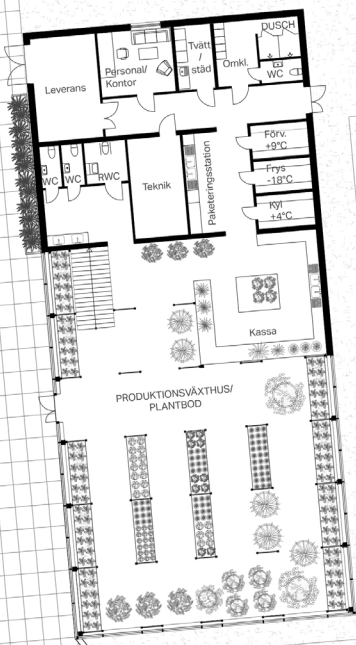 DUSCH
Tvätt
/
städ
Personal/
Kontor
Omkl.
WC
Leverans
Förv.
+9°C
Frys
-18°C
Kyl
+4°C
WC
WC
RWC
Teknik
Paketeringsstation
Kassa
PRODUKTIONSVÄXTHUS/
PLANTBOD